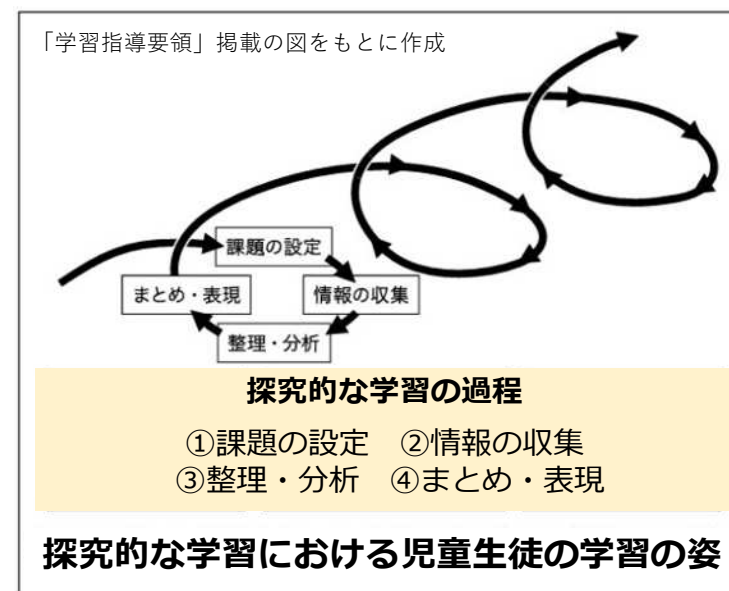 「学習指導要領」掲載の図をもとに作成
課題の設定
まとめ・表現
情報の収集
整理・分析
探究的な学習の過程
①課題の設定　②情報の収集
③整理・分析　④まとめ・表現
探究的な学習における児童生徒の学習の姿